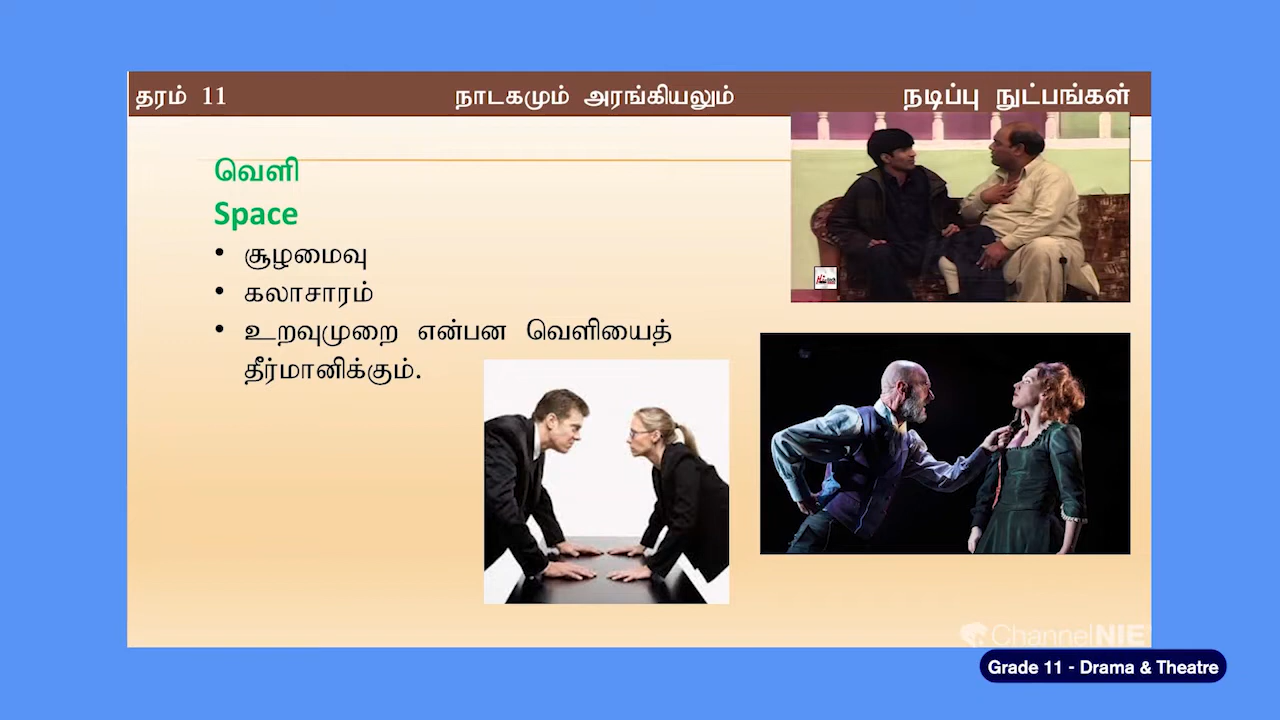 தரம் 11 நாடகமும் அரங்கியலும் நடிப்பு நுட்பங்கள்
வெளி
Space
• சூழமைவு
• கலாசாரம்
• உறவுமுறை என்பன வெளியைத்
தீர்மானிக்கும்.
ChannelNIE
Grade 11 - Drama & Theatre